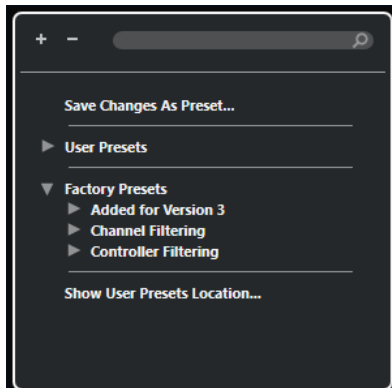 + −
Save Changes As Preset...
User Presets
Factory Presets
Added for Version 3
Channel Filtering
Controller Filtering
Show User Presets Location...